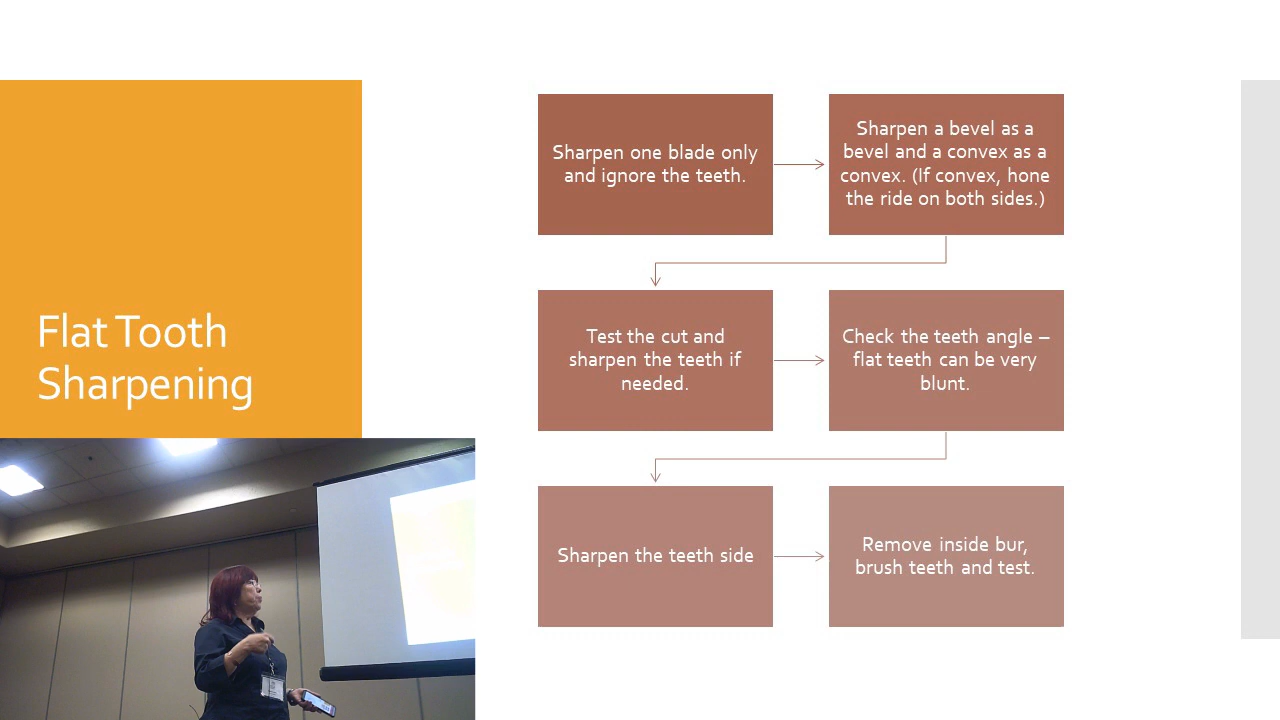 Flat Tooth
Sharpening
Sharpen one blade only
and ignore the teeth.
Sharpen a bevel as a
bevel and a convex as a
convex. (If convex, hone
the ride on both sides.)
Test the cut and
sharpen the teeth if
needed.
Check the teeth angle –
flat teeth can be very
blunt.
Sharpen the teeth side
Remove inside bur,
brush teeth and test.